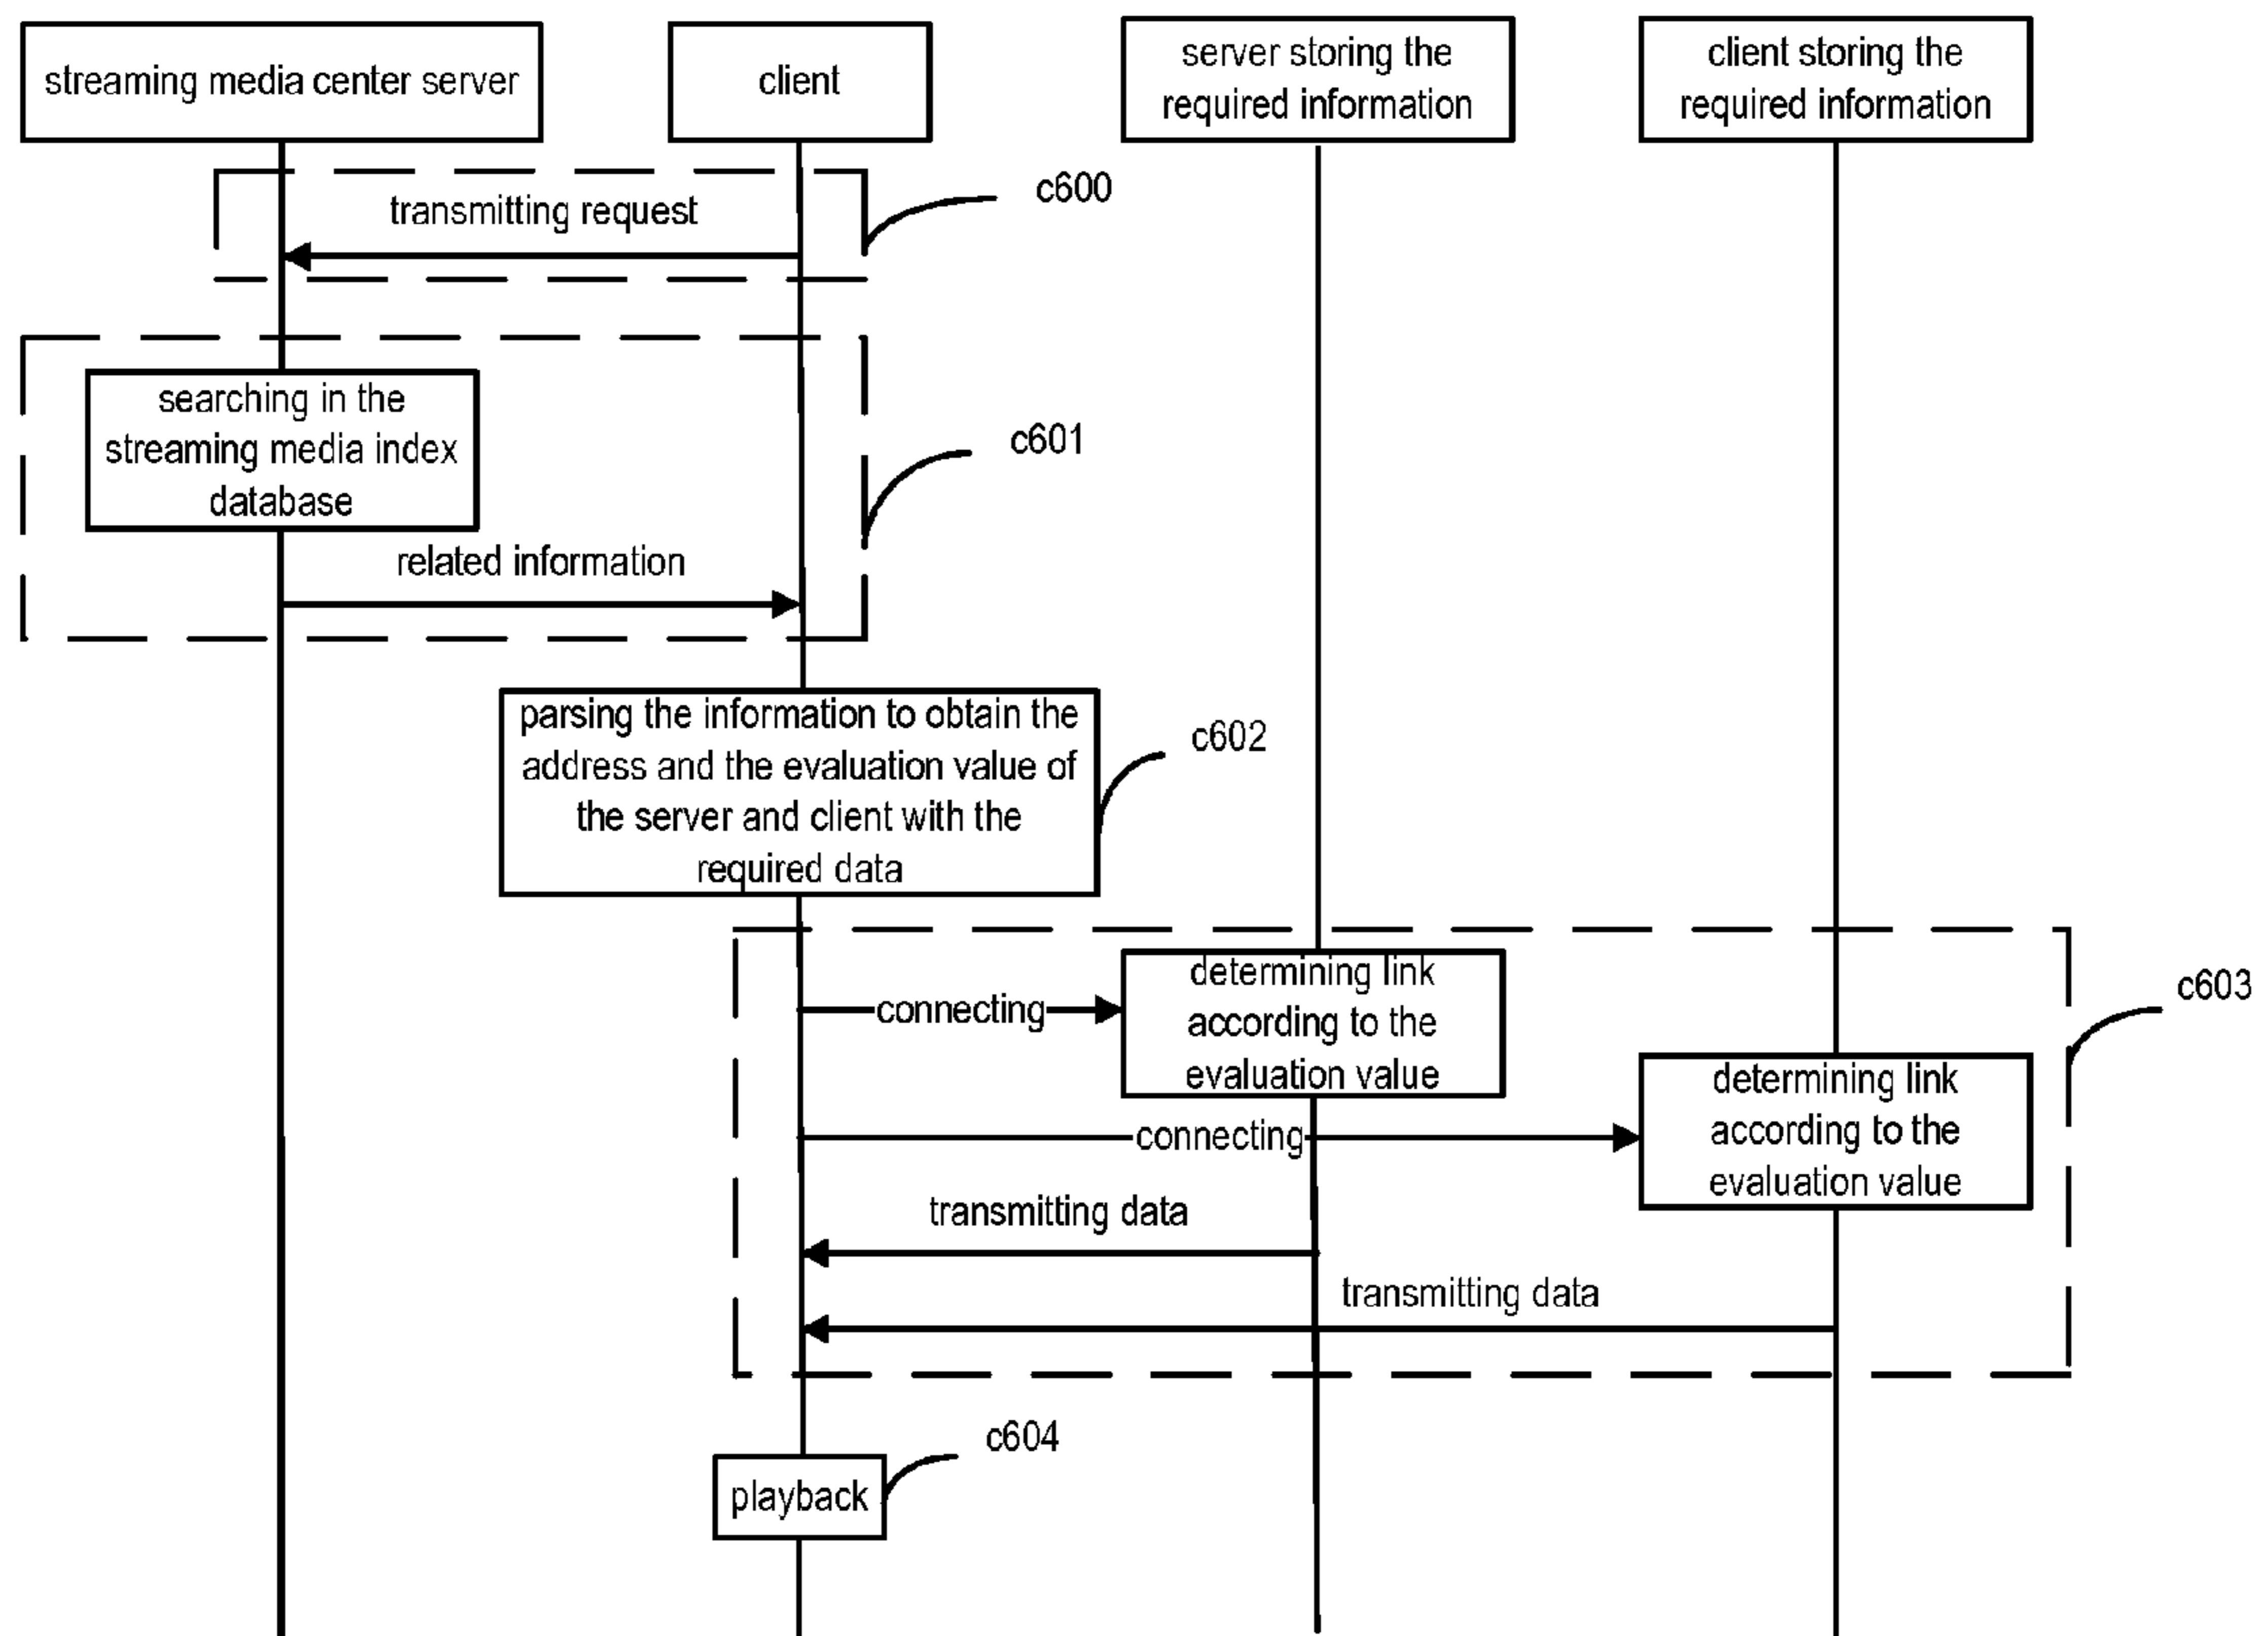 streaming media center server
client
server storing the
required information
client storing the
required information
transmitting request
c600
searching in the
streaming media index
database
c601
related information
parsing the information to obtain the
address and the evaluation value of
the server and client with the
required data
c602
determining link
according to the
evaluation value
connecting
c603
determining link
according to the
evaluation value
connecting
transmitting data
transmitting data
c604
playback